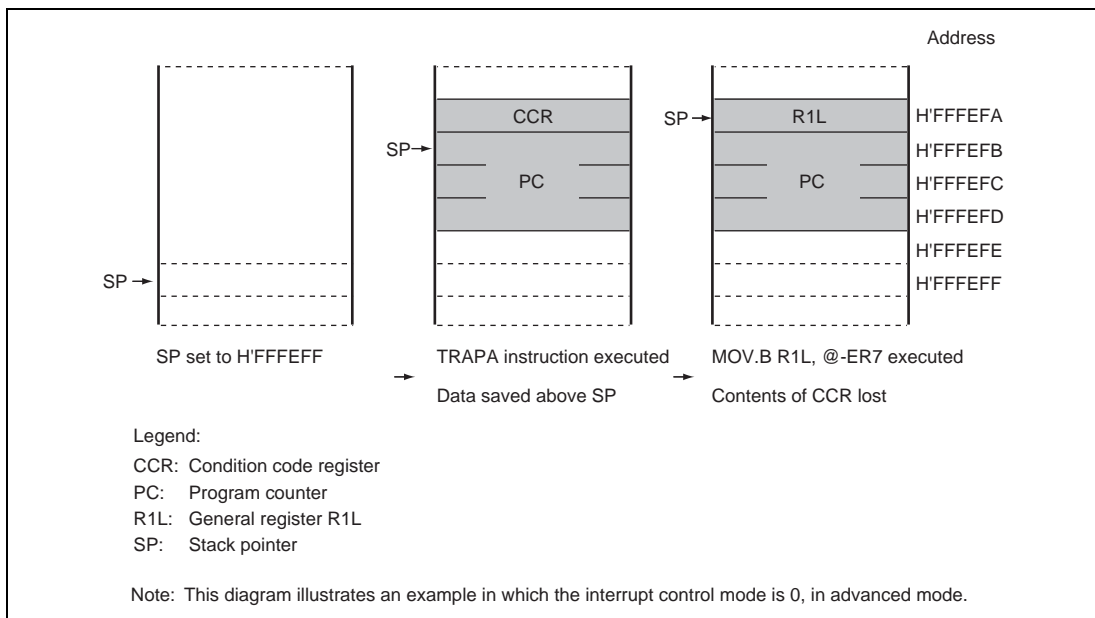 Address
CCR
SP
R1L
H'FFFEFA
SP
H'FFFEFB
PC
PC
H'FFFEFC
H'FFFEFD
H'FFFEFE
SP
H'FFFEFF
SP set to H'FFFEFF
TRAPA instruction executed
MOV.B R1L, @-ER7 executed
Data saved above SP
Contents of CCR lost
Legend:
CCR: Condition code register
PC: Program counter
R1L: General register R1L
SP: Stack pointer
Note: This diagram illustrates an example in which the interrupt control mode is 0, in advanced mode.